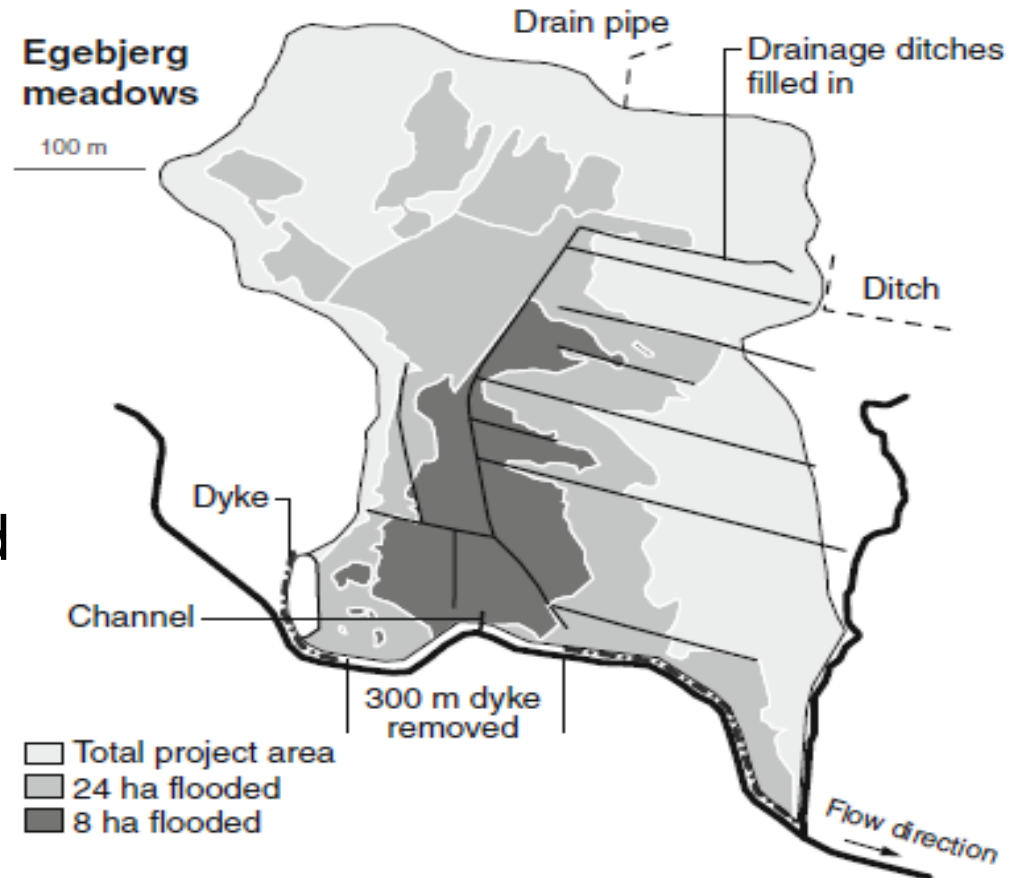 Drain pipe
Egebjerg
meadows
Drainage ditches
filled in
100 m
Ditch
Dyke
d
Channel
300 m dyke
removed
Total project area
24 ha flooded
8 ha flooded
Flow direction